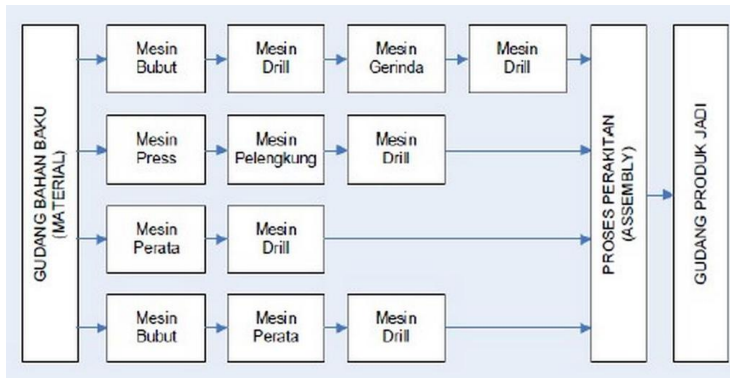 GUDANG BAHAN BAKU
(MATERIAL)
Mesin
Bubut
Mesin
Drill
Mesin
Gerinda
Mesin
Drill
Mesin
Press
Mesin
Pelengkung
Mesin
Drill
Mesin
Perata
Mesin
Drill
Mesin
Bubut
Mesin
Perata
Mesin
Drill
PROSES PERAKITAN
(ASSEMBLY)
GUDANG PRODUK JADI